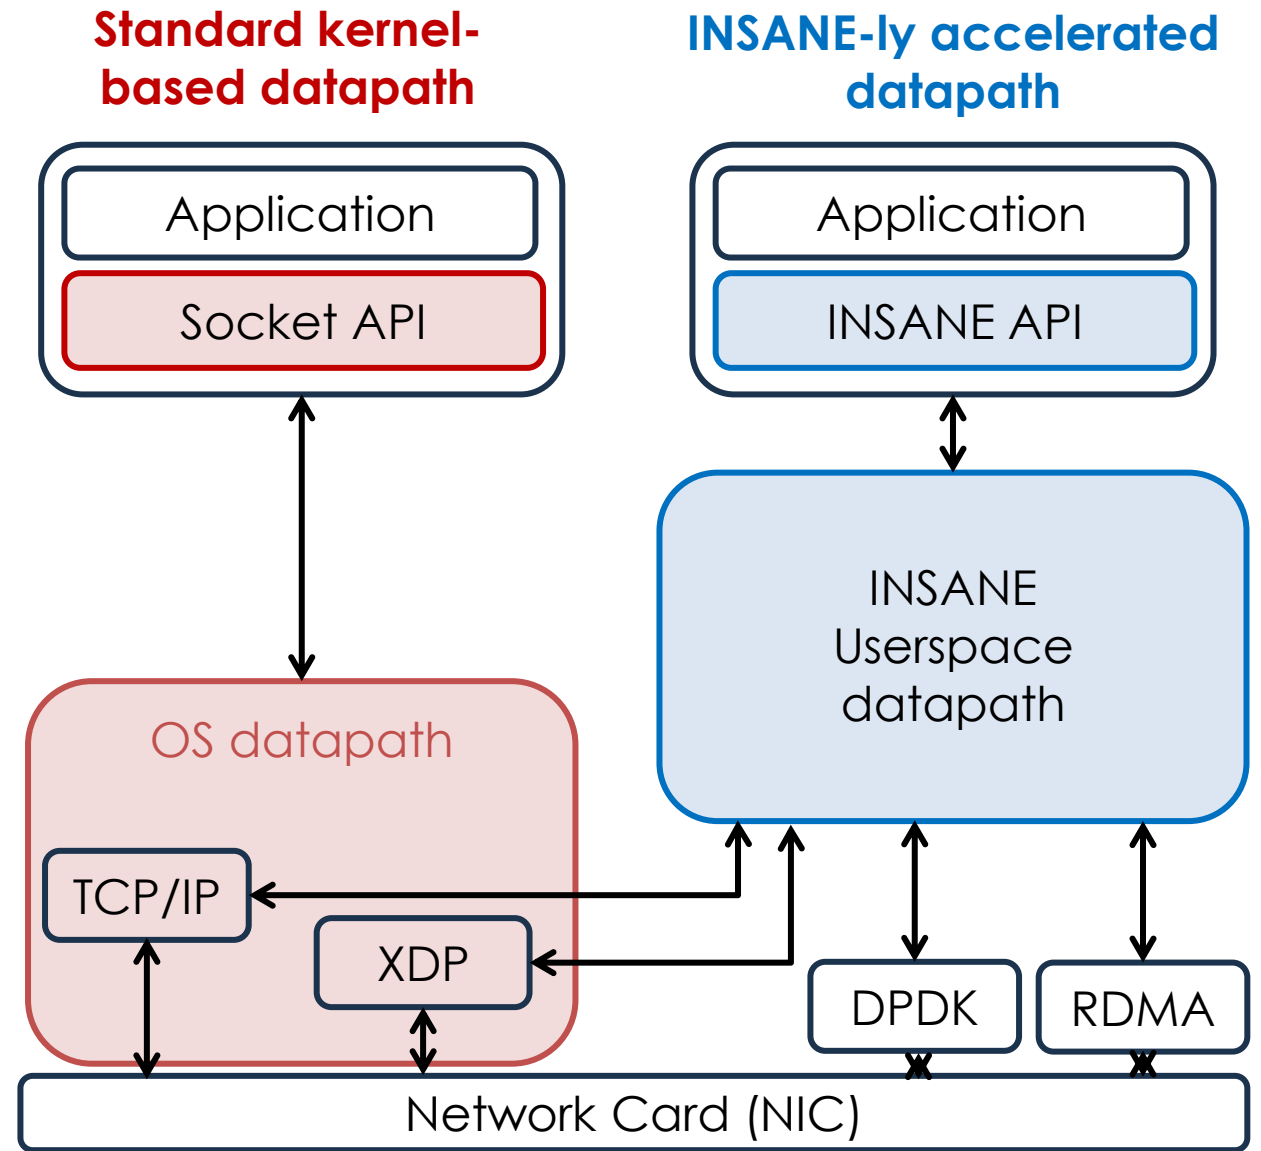 Standard kernel-
based datapath
INSANE-ly accelerated
datapath
Application
Socket API
Application
INSANE API
INSANE
Userspace
datapath
OS datapath
TCP/IP
XDP
DPDK
RDMA
Network Card (NIC)